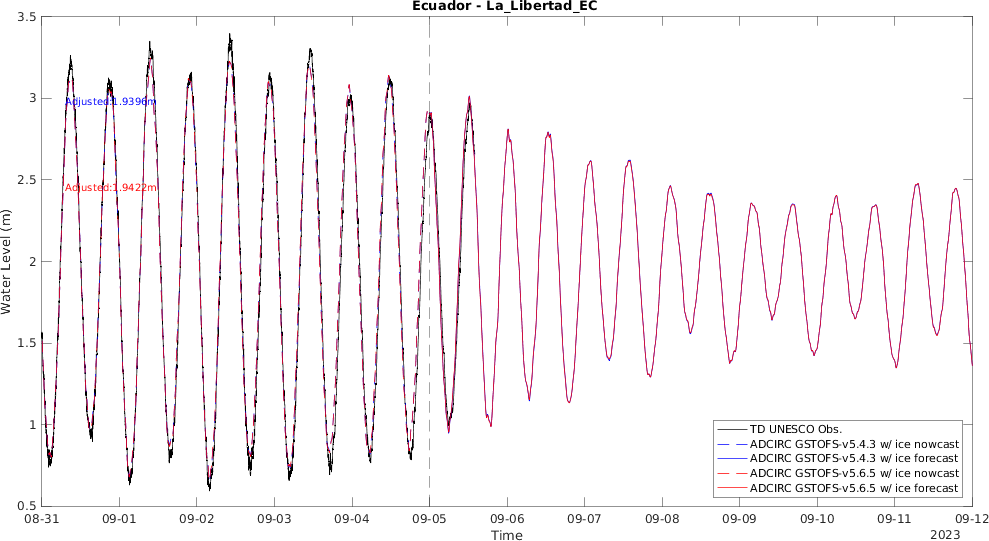 Ecuador - La_Libertad_EC
3.5
3
2.5
2
1.5
1
0.5
Water Level (m)
Adjusted:1.9396m
Adjusted:1.9422m
TD UNESCO Obs.
ADCIRC GSTOFS-v5.4.3 w/ ice nowcast
ADCIRC GSTOFS-v5.4.3 w/ ice forecast
ADCIRC GSTOFS-v5.6.5 w/ ice nowcast
ADCIRC GSTOFS-v5.6.5 w/ ice forecast
08-31 09-01 09-02 09-03 09-04 09-05 09-06 09-07 09-08 09-09 09-10 09-11 09-12
Time
2023